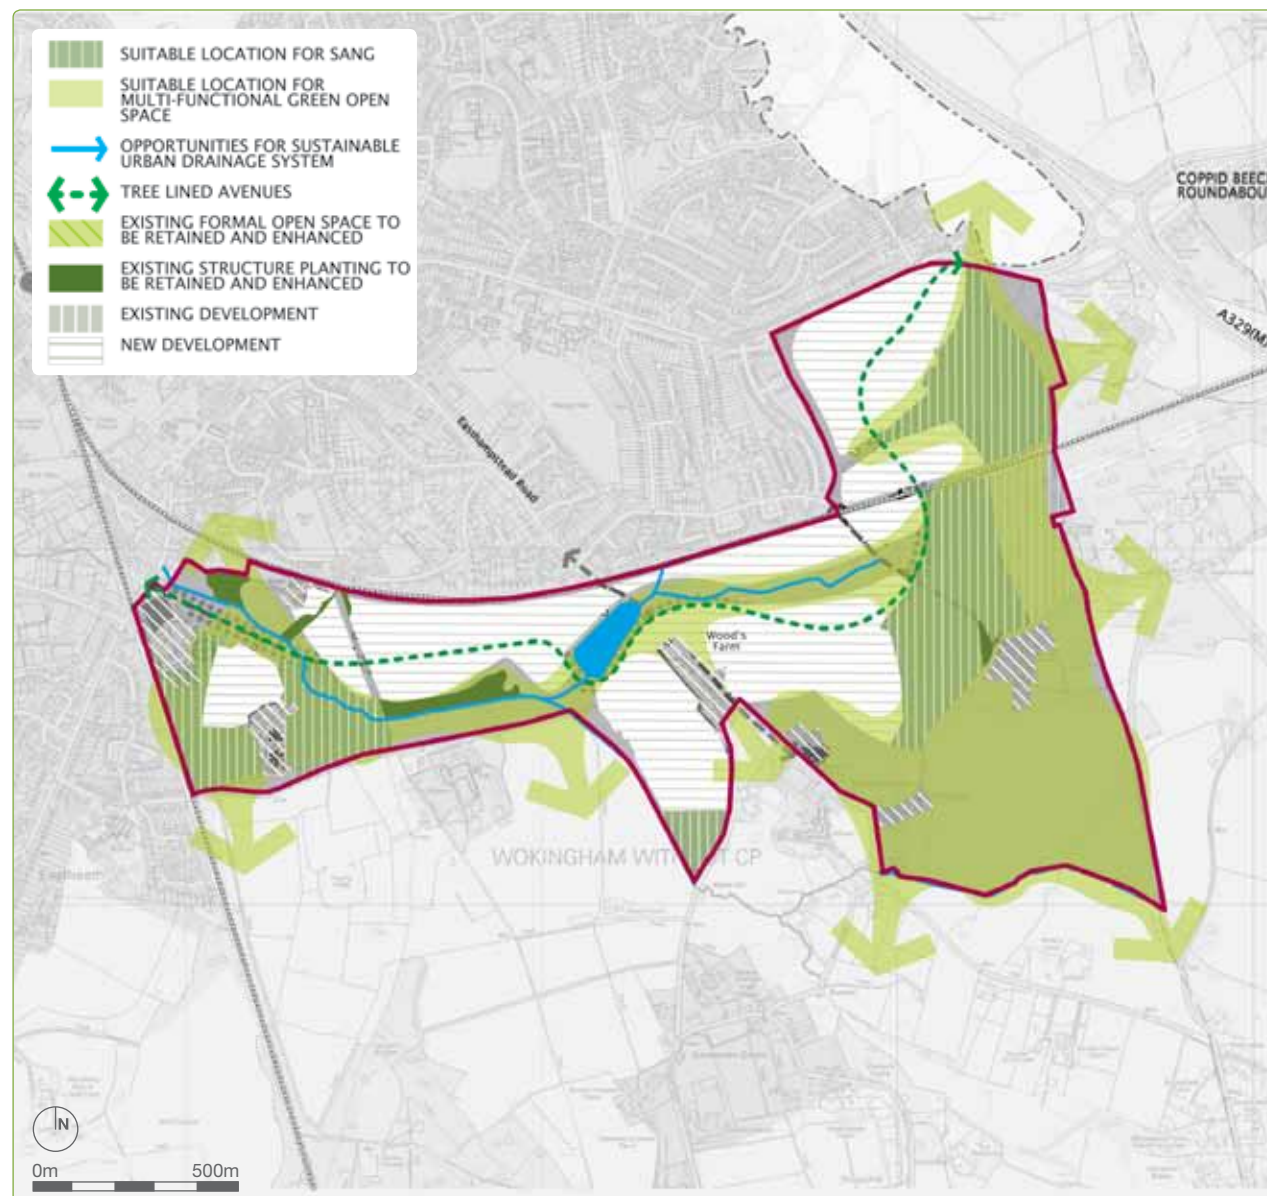 SUITABLE LOCATION FOR SANG
SUITABLE LOCATION FOR
MULTI-FUNCTIONAL GREEN OPEN
SPACE
OPPORTUNITIES FOR SUSTAINABLE
URBAN DRAINAGE SYSTEM
TREE LINED AVENUES
EXISTING FORMAL OPEN SPACE TO
BE RETAINED AND ENHANCED
EXISTING STRUCTURE PLANTING TO
BE RETAINED AND ENHANCED
EXISTING DEVELOPMENT
NEW DEVELOPMENT
COPPID BEEC
ROUNDABOU
A329(M)
Easthampstead Road
Wood's
Farm
WOKINGHAM WITHOUT CP
N
0m 500m